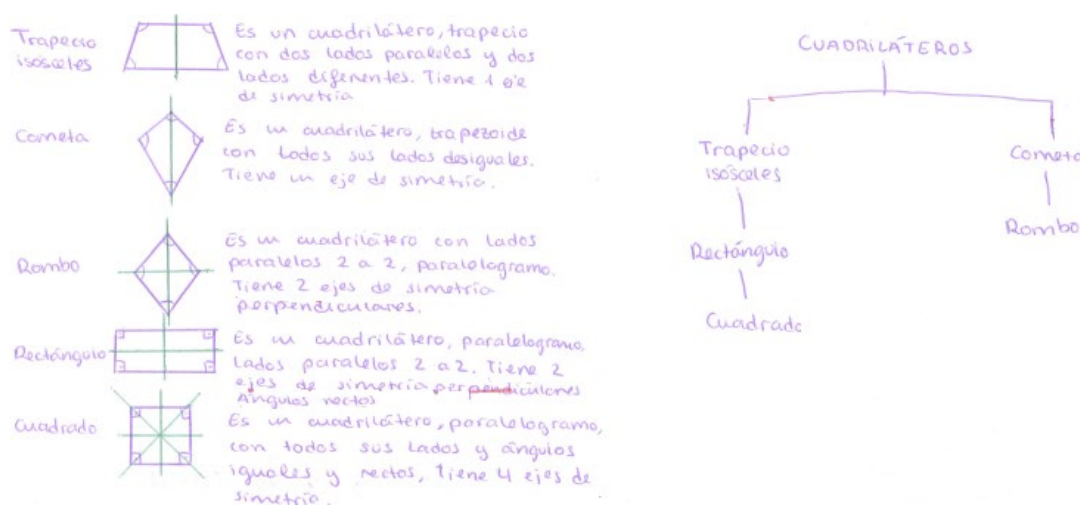 Trapecio
isósceles
Es un cuadrilátero, trapecio
con dos lados paralelos y dos
lados diferentes. Tiene 1 eje
de simetría
Cometa
Es un cuadrilátero, trapezoide
con todos sus lados desiguales.
Tiene un eje de simetría.
Rombo
Es un cuadrilátero con lados
paralelos 2 a 2, paralelogramo.
Tiene 2 ejes de simetría
perpendiculares.
Rectángulo
Es un cuadrilátero, paralelogramo,
lados paralelos 2 a 2. Tiene 2
ejes de simetría perpendiculares
Ángulos rectos
Cuadrado
Es un cuadrilátero, paralelogramo,
con todos sus lados y ángulos
iguales y rectos, Tiene 4 ejes de
simetría.
CUADRILÁTEROS
Trapecio
isósceles
Cometa
Rectángulo
Rombo
Cuadrado